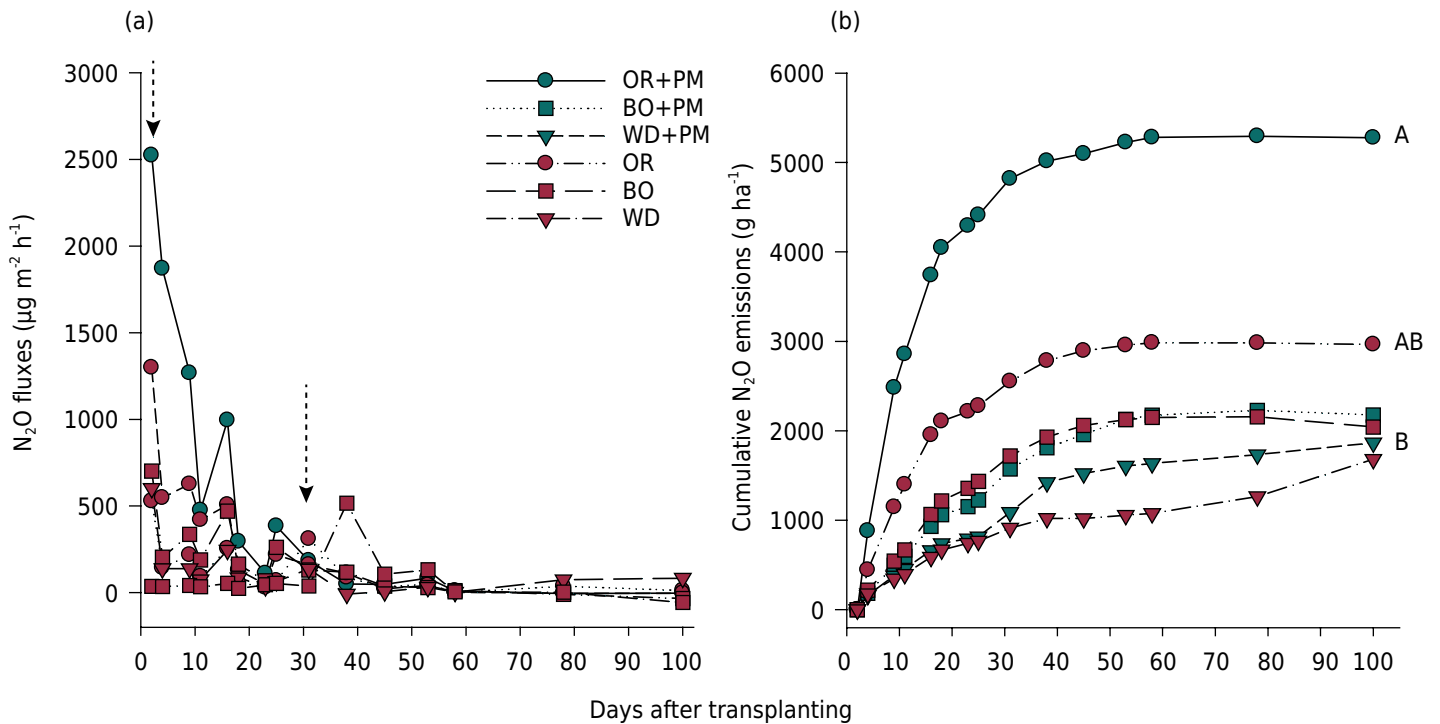 (a)
3000
2500
2000
1500
1000
500
0
N₂O fluxes (µg m⁻² h⁻¹)
0 10 20 30 40 50 60 70 80 90 100
OR+PM
BO+PM
WD+PM
OR
BO
WD
(b)
6000
5000
4000
3000
2000
1000
0
Cumulative N₂O emissions (g ha⁻¹)
0 10 20 30 40 50 60 70 80 90 100
A
AB
B
Days after transplanting